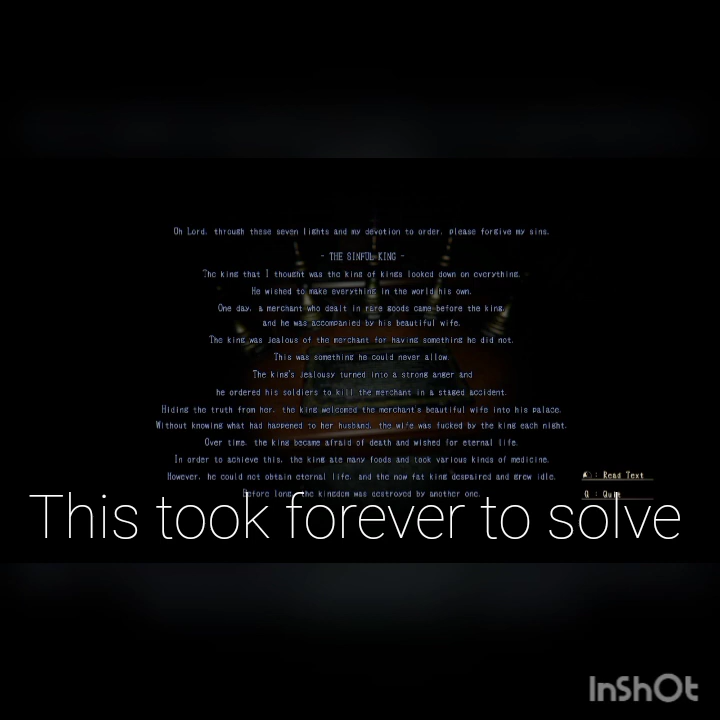 Oh Lord, through these seven lights and my devotion to order, please forgive my sins.
- THE SINFUL KING -
The king that I thought was the king of kings looked down on everything.
He wished to make everything in the world his own.
One day, a merchant who dealt in rare goods came before the king,
and he was accompanied by his beautiful wife.
The king was jealous of the merchant for having something he did not.
This was something he could never allow.
The king's jealousy turned into a strong anger and
he ordered his soldiers to kill the merchant in a staged accident.
Hiding the truth from her, the king welcomed the merchant's beautiful wife into his palace.
Without knowing what had happened to her husband, the wife was fucked by the king each night.
Over time, the king became afraid of death and wished for eternal life.
In order to achieve this, the king ate many foods and took various kinds of medicine.
However, he could not obtain eternal life, and the now fat king despaired and grew idle.
: Read Text
Before long, the kingdom was destroyed by another one.
Q : Quit
This took forever to solve
InShOt